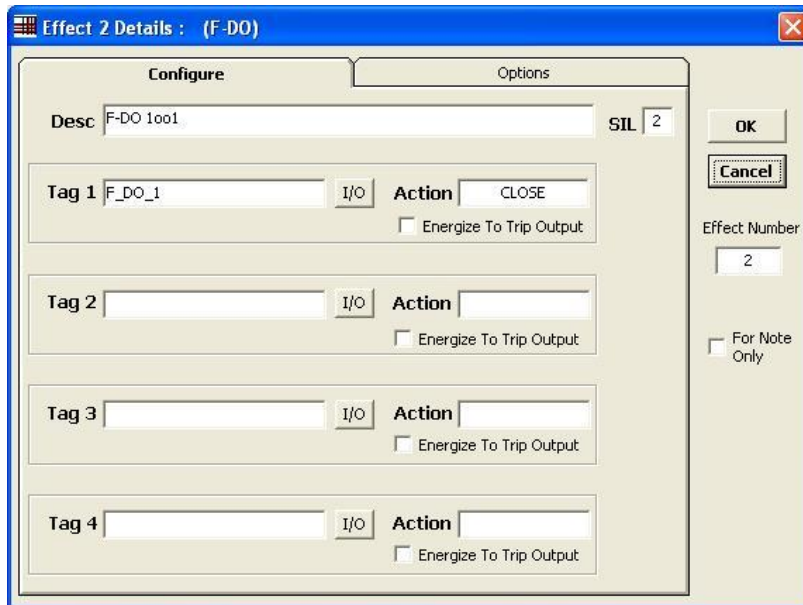 Effect 2 Details : (F-DO)
Configure
Options
Desc F-DO 1oo1 SIL 2
OK
Cancel
Tag 1 F_DO_1 I/O Action CLOSE
Energize To Trip Output
Effect Number
2
Tag 2 I/O Action
Energize To Trip Output
For Note
Only
Tag 3 I/O Action
Energize To Trip Output
Tag 4 I/O Action
Energize To Trip Output